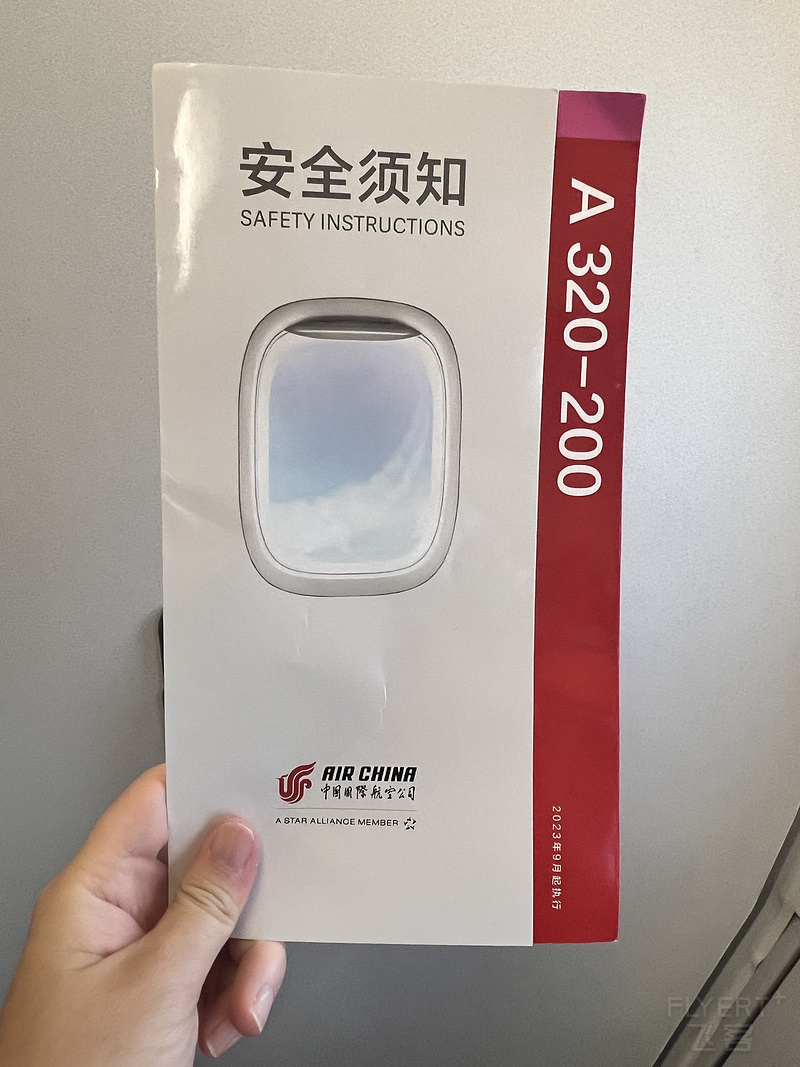 安全须知
SAFETY INSTRUCTIONS
A 320-200
AIR CHINA
中国国际航空公司
A STAR ALLIANCE MEMBER
2023年9月起执行
FLYERT+
飞客